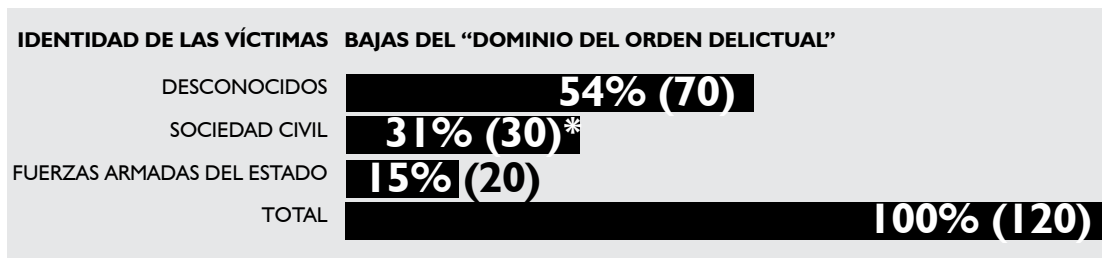 IDENTIDAD DE LAS VÍCTIMAS BAJAS DEL “DOMINIO DEL ORDEN DELICTUAL”
DESCONOCIDOS 54% (70)
SOCIEDAD CIVIL 31% (30)*
FUERZAS ARMADAS DEL ESTADO 15% (20)
TOTAL 100% (120)